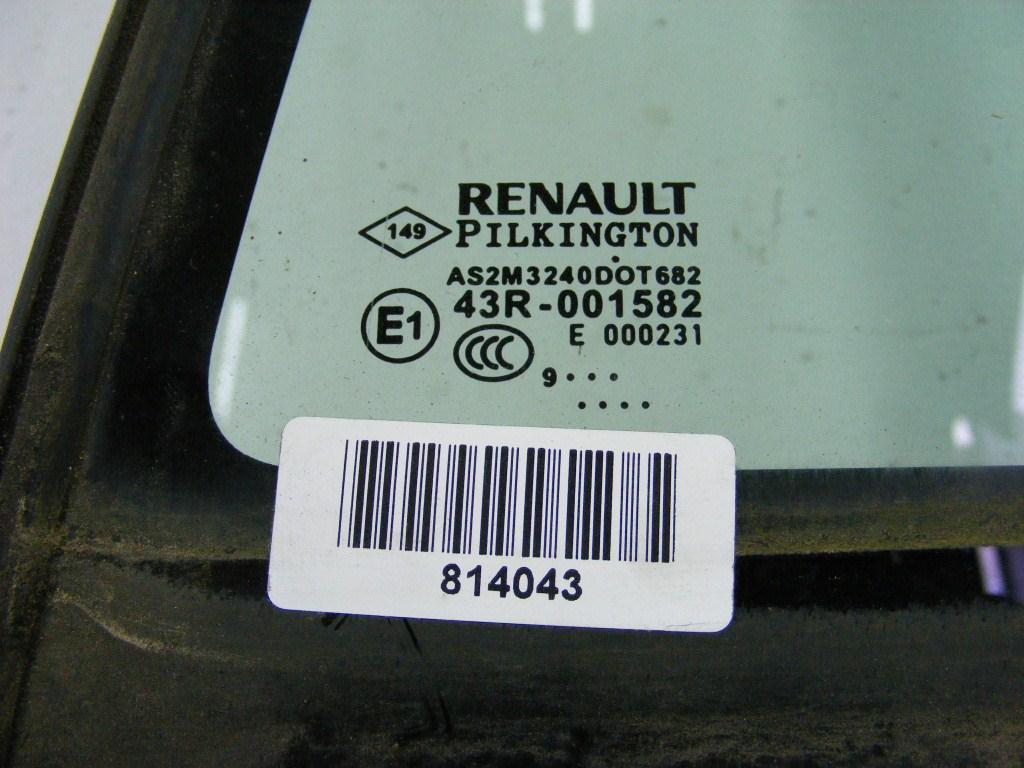 RENAULT
149 PILKINGTON
AS2M3240DOT682
E1 43R-001582
E 000231
CCC
9 . . .
. . . .
814043